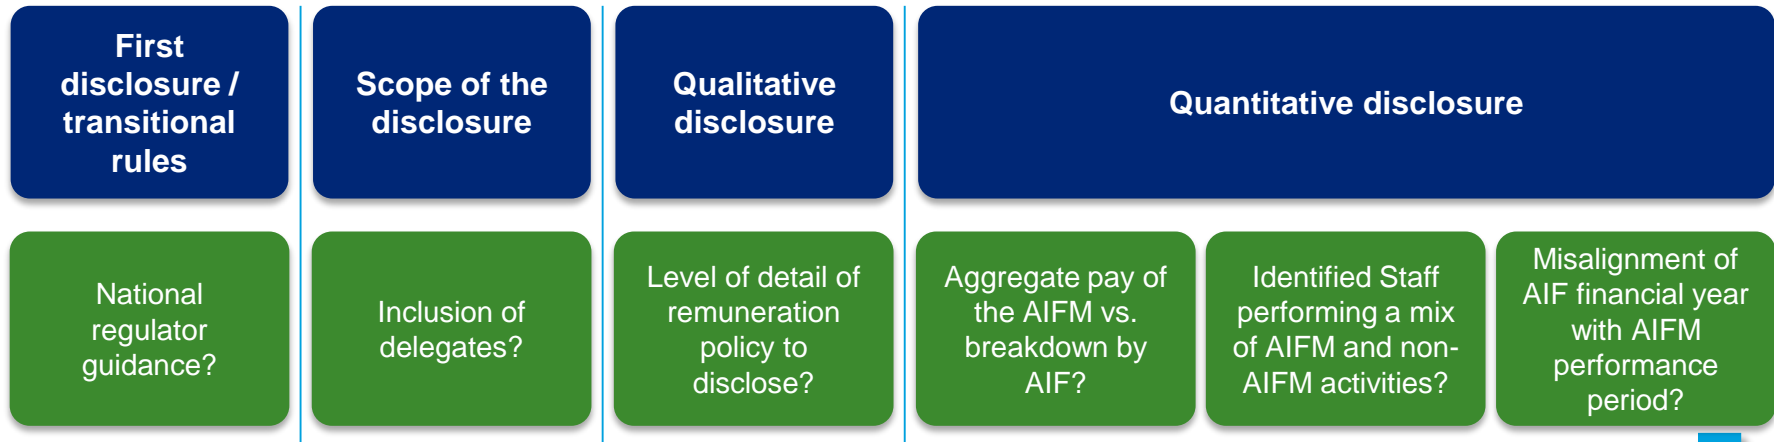 First
disclosure /
transitional
rules
Scope of the
disclosure
Qualitative
disclosure
Quantitative disclosure
National
regulator
guidance?
Inclusion of
delegates?
Level of detail of
remuneration
policy to
disclose?
Aggregate pay of
the AIFM vs.
breakdown by
AIF?
Identified Staff
performing a mix
of AIFM and non-
AIFM activities?
Misalignment of
AIF financial year
with AIFM
performance
period?